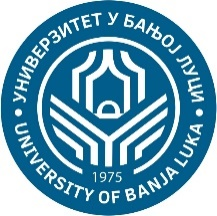 УНИВЕРЗИТЕТ У БАЊОЈ ЛУЦИ
1975
UNIVERSITY OF BANJA LUKA